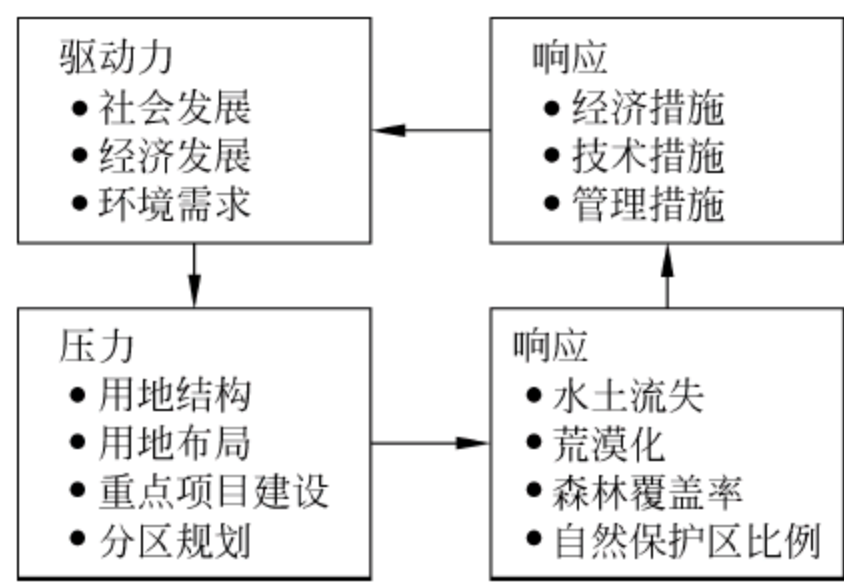 驱动力
● 社会发展
● 经济发展
● 环境需求
响应
● 经济措施
● 技术措施
● 管理措施
压力
● 用地结构
● 用地布局
● 重点项目建设
● 分区规划
响应
● 水土流失
● 荒漠化
● 森林覆盖率
● 自然保护区比例